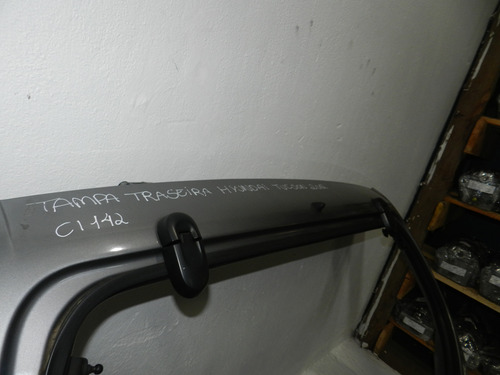 TAMPA TRASEIRA HYUNDAI TUCSON
C1142